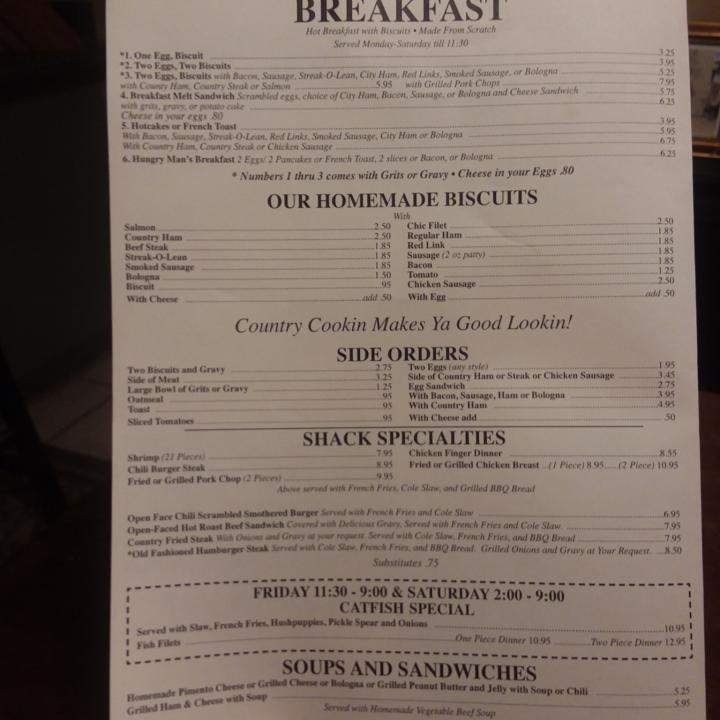 BREAKFAST
Hot Breakfast with Biscuits • Made From Scratch
Served Monday-Saturday till 11:30
*1. One Egg, Biscuit 3.25
*2. Two Eggs, Two Biscuits 3.95
*3. Two Eggs, Biscuits with Bacon, Sausage, Streak-O-Lean, City Ham, Red Links, Smoked Sausage, or Bologna 5.25
with County Ham, Country Steak or Salmon 5.95 with Grilled Pork Chops 7.95
4. Breakfast Melt Sandwich Scrambled eggs, choice of City Ham, Bacon, Sausage, or Bologna and Cheese Sandwich 5.75
with grits, gravy, or potato cake 6.25
Cheese in your eggs .80
5. Hotcakes or French Toast 3.95
With Bacon, Sausage, Streak-O-Lean, Red Links, Smoked Sausage, City Ham or Bologna 5.95
With Country Ham, Country Steak or Chicken Sausage 6.75
6. Hungry Man's Breakfast 2 Eggs/ 2 Pancakes or French Toast, 2 slices or Bacon, or Bologna 6.25
* Numbers 1 thru 3 comes with Grits or Gravy • Cheese in your Eggs .80
OUR HOMEMADE BISCUITS
With
Salmon 2.50 Chic Filet 2.50
Country Ham 2.50 Regular Ham 1.85
Beef Steak 1.85 Red Link 1.85
Streak-O-Lean 1.85 Sausage (2 oz patty) 1.85
Smoked Sausage 1.85 Bacon 1.85
Bologna 1.50 Tomato 1.25
Biscuit .95 Chicken Sausage 2.50
With Cheese add .50 With Egg add .50
Country Cookin Makes Ya Good Lookin!
SIDE ORDERS
Two Biscuits and Gravy 2.75 Two Eggs (any style) 1.95
Side of Meat 3.25 Side of Country Ham or Steak or Chicken Sausage 3.45
Large Bowl of Grits or Gravy 1.25 Egg Sandwich 2.75
Oatmeal .95 With Bacon, Sausage, Ham or Bologna 3.95
Toast .95 With Country Ham 4.95
Sliced Tomatoes .95 With Cheese add .50
SHACK SPECIALTIES
Shrimp (21 Pieces) 7.95 Chicken Finger Dinner 8.55
Chili Burger Steak 8.95 Fried or Grilled Chicken Breast ...(1 Piece) 8.95......(2 Piece) 10.95
Fried or Grilled Pork Chop (2 Pieces) 9.95
Above served with French Fries, Cole Slaw, and Grilled BBQ Bread
Open Face Chili Scrambled Smothered Burger Served with French Fries and Cole Slaw 6.95
Open-Faced Hot Roast Beef Sandwich Covered with Delicious Gravy, Served with French Fries and Cole Slaw. 7.95
Country Fried Steak With Onions and Gravy at your request. Served with Cole Slaw, French Fries, and BBQ Bread 7.95
*Old Fashioned Hamburger Steak Served with Cole Slaw, French Fries, and BBQ Bread. Grilled Onions and Gravy at Your Request. ...8.50
Substitutes .75
FRIDAY 11:30 - 9:00 & SATURDAY 2:00 - 9:00
CATFISH SPECIAL
Served with Slaw, French Fries, Hushpuppies, Pickle Spear and Onions 10.95
Fish Filets One Piece Dinner 10.95 Two Piece Dinner 12.95
SOUPS AND SANDWICHES
Homemade Pimento Cheese or Grilled Cheese or Bologna or Grilled Peanut Butter and Jelly with Soup or Chili 5.25
Grilled Ham & Cheese with Soup 5.95
Served with Homemade Vegetable Beef Soup